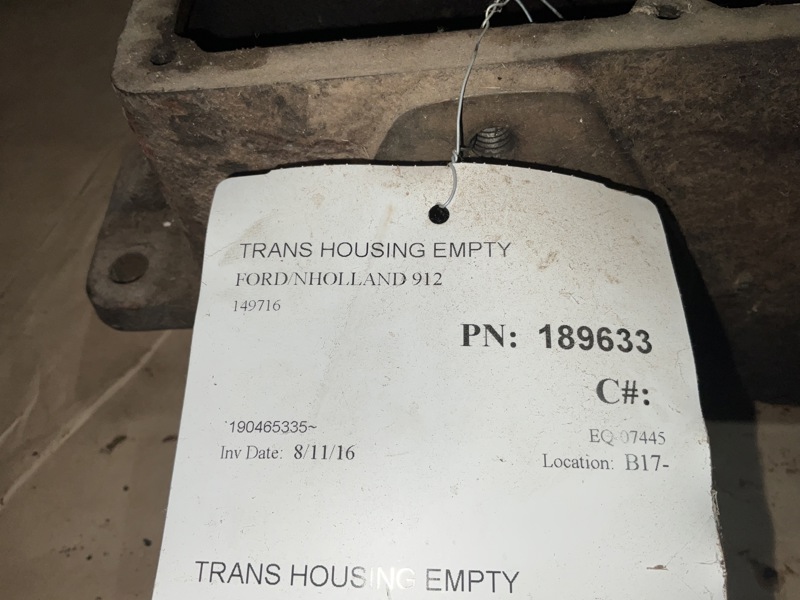 TRANS HOUSING EMPTY
FORD/NHOLLAND 912
149716
PN: 189633
C#:
190465335~
EQ-07445
Inv Date: 8/11/16
Location: B17-
TRANS HOUSING EMPTY